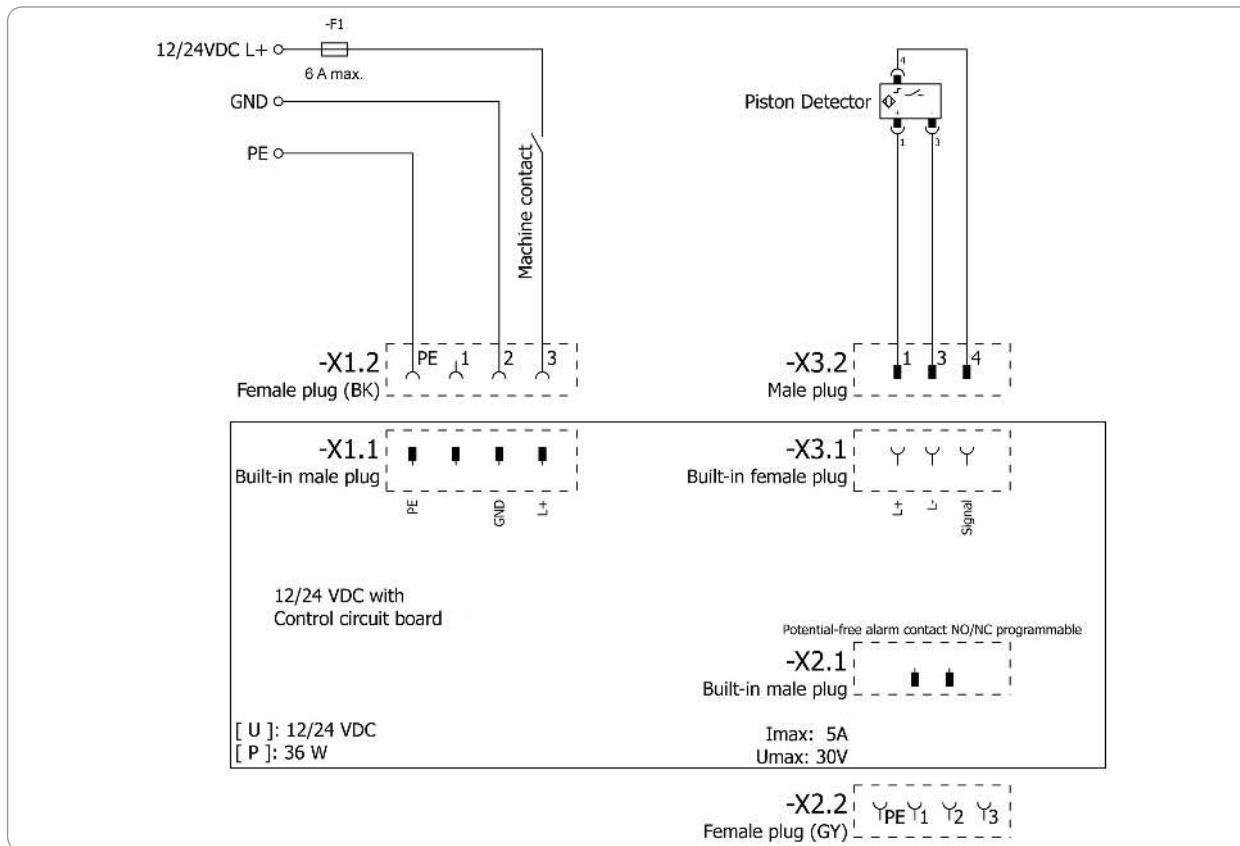 -F1
12/24VDC L+
6 A max.
GND
PE
Machine contact
4
Piston Detector
+
1
3
-X1.2
PE 1 2 3
Female plug (BK)
-X3.2
1 3 4
Male plug
-X1.1
Built-in male plug
PE
GND
L+
-X3.1
Built-in female plug
L+
L-
Signal
12/24 VDC with
Control circuit board
Potential-free alarm contact NO/NC programmable
-X2.1
Built-in male plug
[ U ]: 12/24 VDC
[ P ]: 36 W
Imax: 5A
Umax: 30V
-X2.2
PE 1 2 3
Female plug (GY)